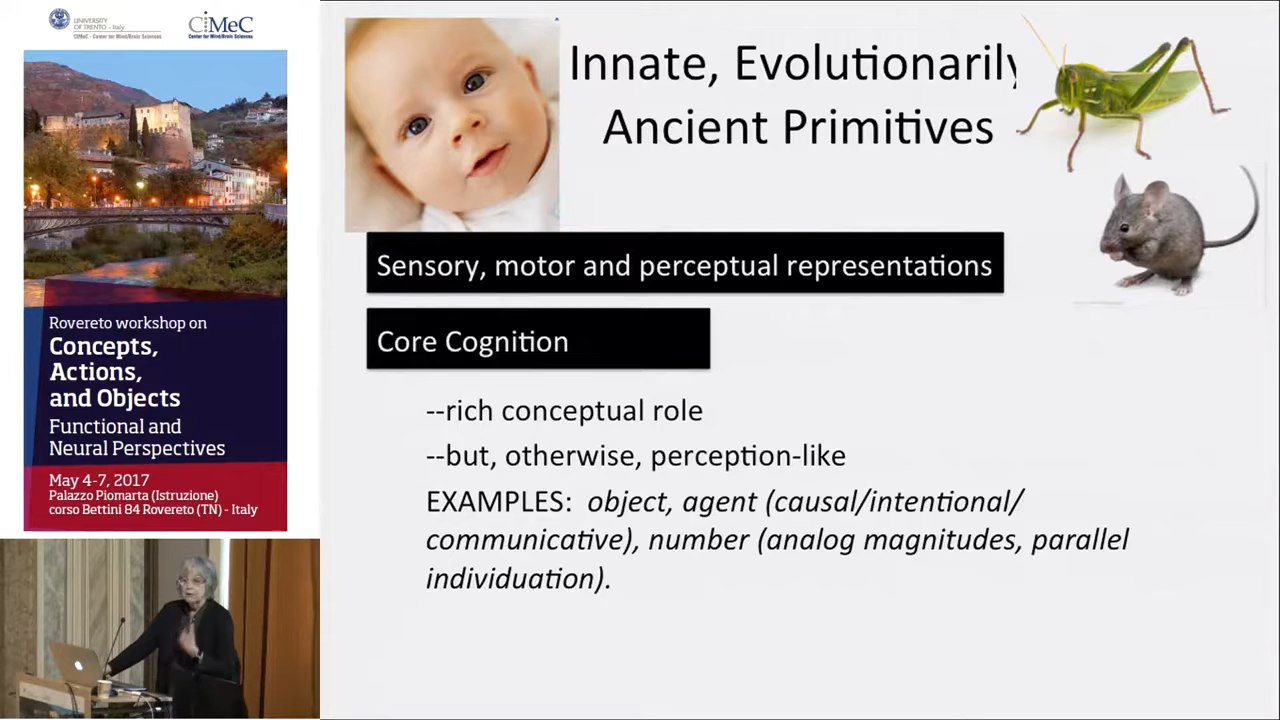 UNIVERSITY
OF TRENTO - Italy
CIMeC - Center for Mind/Brain Sciences
CiMeC
Center for Mind/Brain Sciences
Rovereto workshop on
Concepts,
Actions,
and Objects
Functional and
Neural Perspectives
May 4-7, 2017
Palazzo Piomarta (Istruzione)
corso Bettini 84 Rovereto (TN) - Italy
Innate, Evolutionarily
Ancient Primitives
Sensory, motor and perceptual representations
Core Cognition
--rich conceptual role
--but, otherwise, perception-like
EXAMPLES: object, agent (causal/intentional/
communicative), number (analog magnitudes, parallel
individuation).